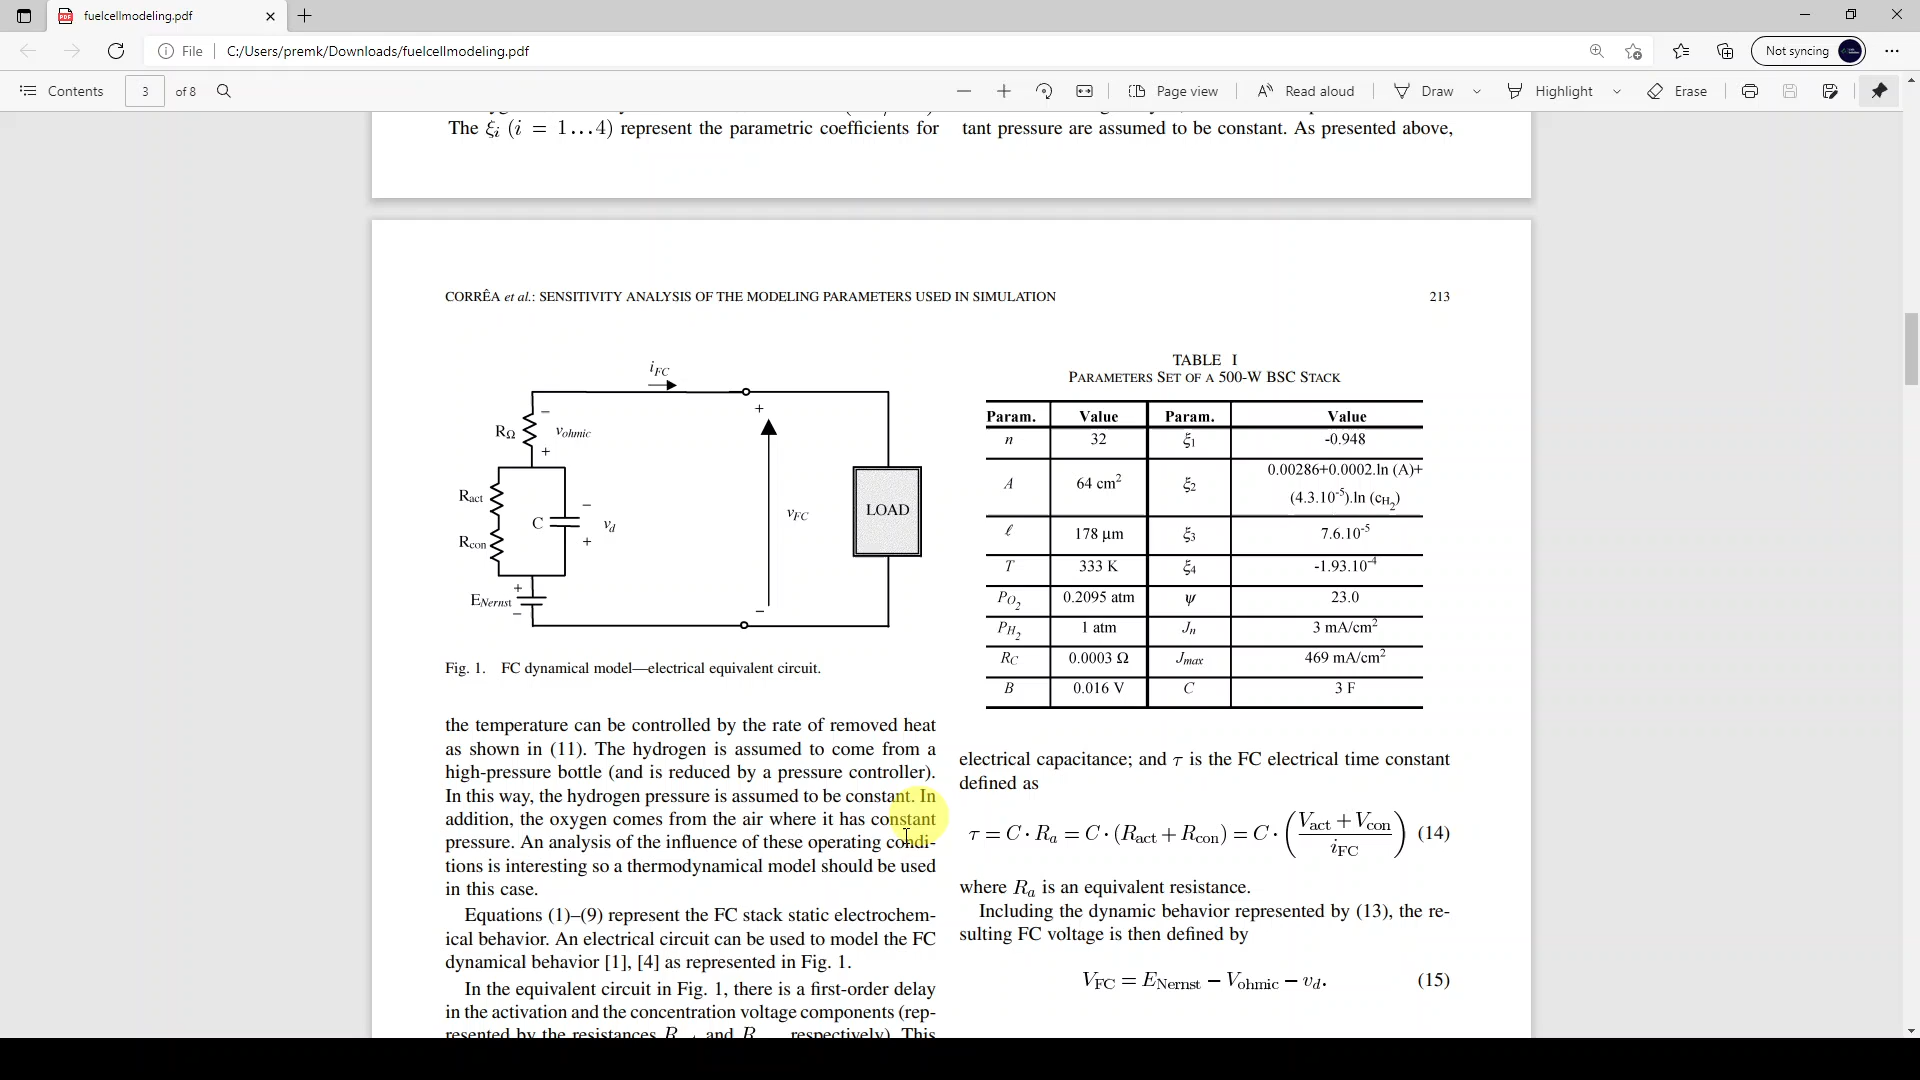 fuelcellmodeling.pdf
File
C:/Users/premk/Downloads/fuelcellmodeling.pdf
Not syncing
Contents
3
of 8
Page view
Read aloud
Draw
Highlight
Erase
The ξi (i = 1...4) represent the parametric coefficients for
tant pressure are assumed to be constant. As presented above,
CORRÊA et al.: SENSITIVITY ANALYSIS OF THE MODELING PARAMETERS USED IN SIMULATION
213
iFC
+
−
RΩ
vohmic
+
Ract
−
C
vd
Rcon
+
+
ENernst
−
vFC
−
LOAD
Fig. 1. FC dynamical model—electrical equivalent circuit.
the temperature can be controlled by the rate of removed heat
as shown in (11). The hydrogen is assumed to come from a
high-pressure bottle (and is reduced by a pressure controller).
In this way, the hydrogen pressure is assumed to be constant. In
addition, the oxygen comes from the air where it has constant
pressure. An analysis of the influence of these operating condi-
tions is interesting so a thermodynamical model should be used
in this case.
Equations (1)–(9) represent the FC stack static electrochem-
ical behavior. An electrical circuit can be used to model the FC
dynamical behavior [1], [4] as represented in Fig. 1.
In the equivalent circuit in Fig. 1, there is a first-order delay
in the activation and the concentration voltage components (rep-
resented by the resistances R and R respectively). This
TABLE I
PARAMETERS SET OF A 500-W BSC STACK
Param. Value Param. Value
n 32 ξ1 -0.948
A 64 cm2 ξ2 0.00286+0.0002.ln (A)+
(4.3.10-5).ln (cH2)
ℓ 178 μm ξ3 7.6.10-5
T 333 K ξ4 -1.93.10-4
PO2 0.2095 atm ψ 23.0
PH2 1 atm Jn 3 mA/cm2
RC 0.0003 Ω Jmax 469 mA/cm2
B 0.016 V C 3 F
electrical capacitance; and τ is the FC electrical time constant
defined as
τ = C · Ra = C · (Ract + Rcon) = C · ( Vact + Vcon / iFC ) (14)
where Ra is an equivalent resistance.
Including the dynamic behavior represented by (13), the re-
sulting FC voltage is then defined by
VFC = ENernst − Vohmic − vd. (15)